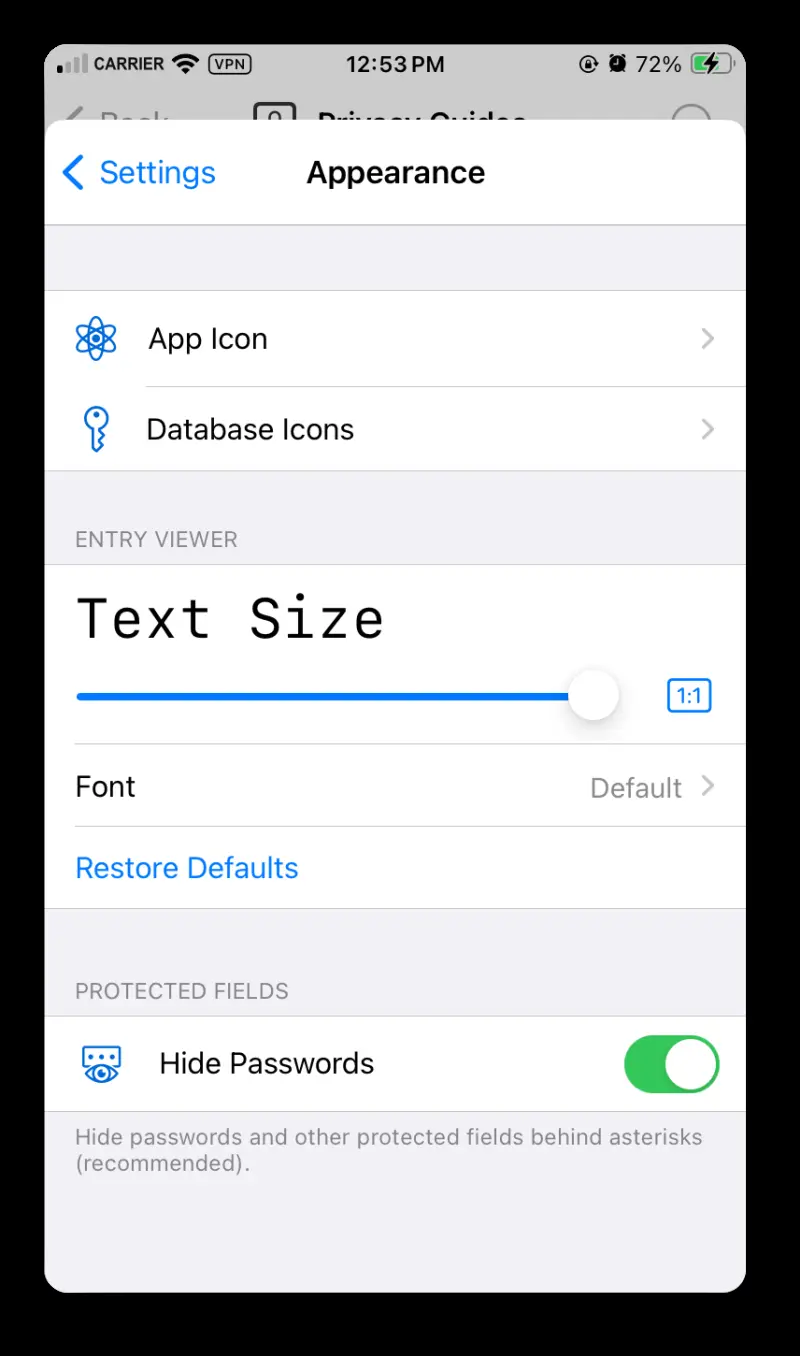 CARRIER VPN 12:53 PM 72%
Back Privacy Guides
Settings Appearance
App Icon
Database Icons
ENTRY VIEWER
Text Size
1:1
Font Default
Restore Defaults
PROTECTED FIELDS
Hide Passwords
Hide passwords and other protected fields behind asterisks
(recommended).